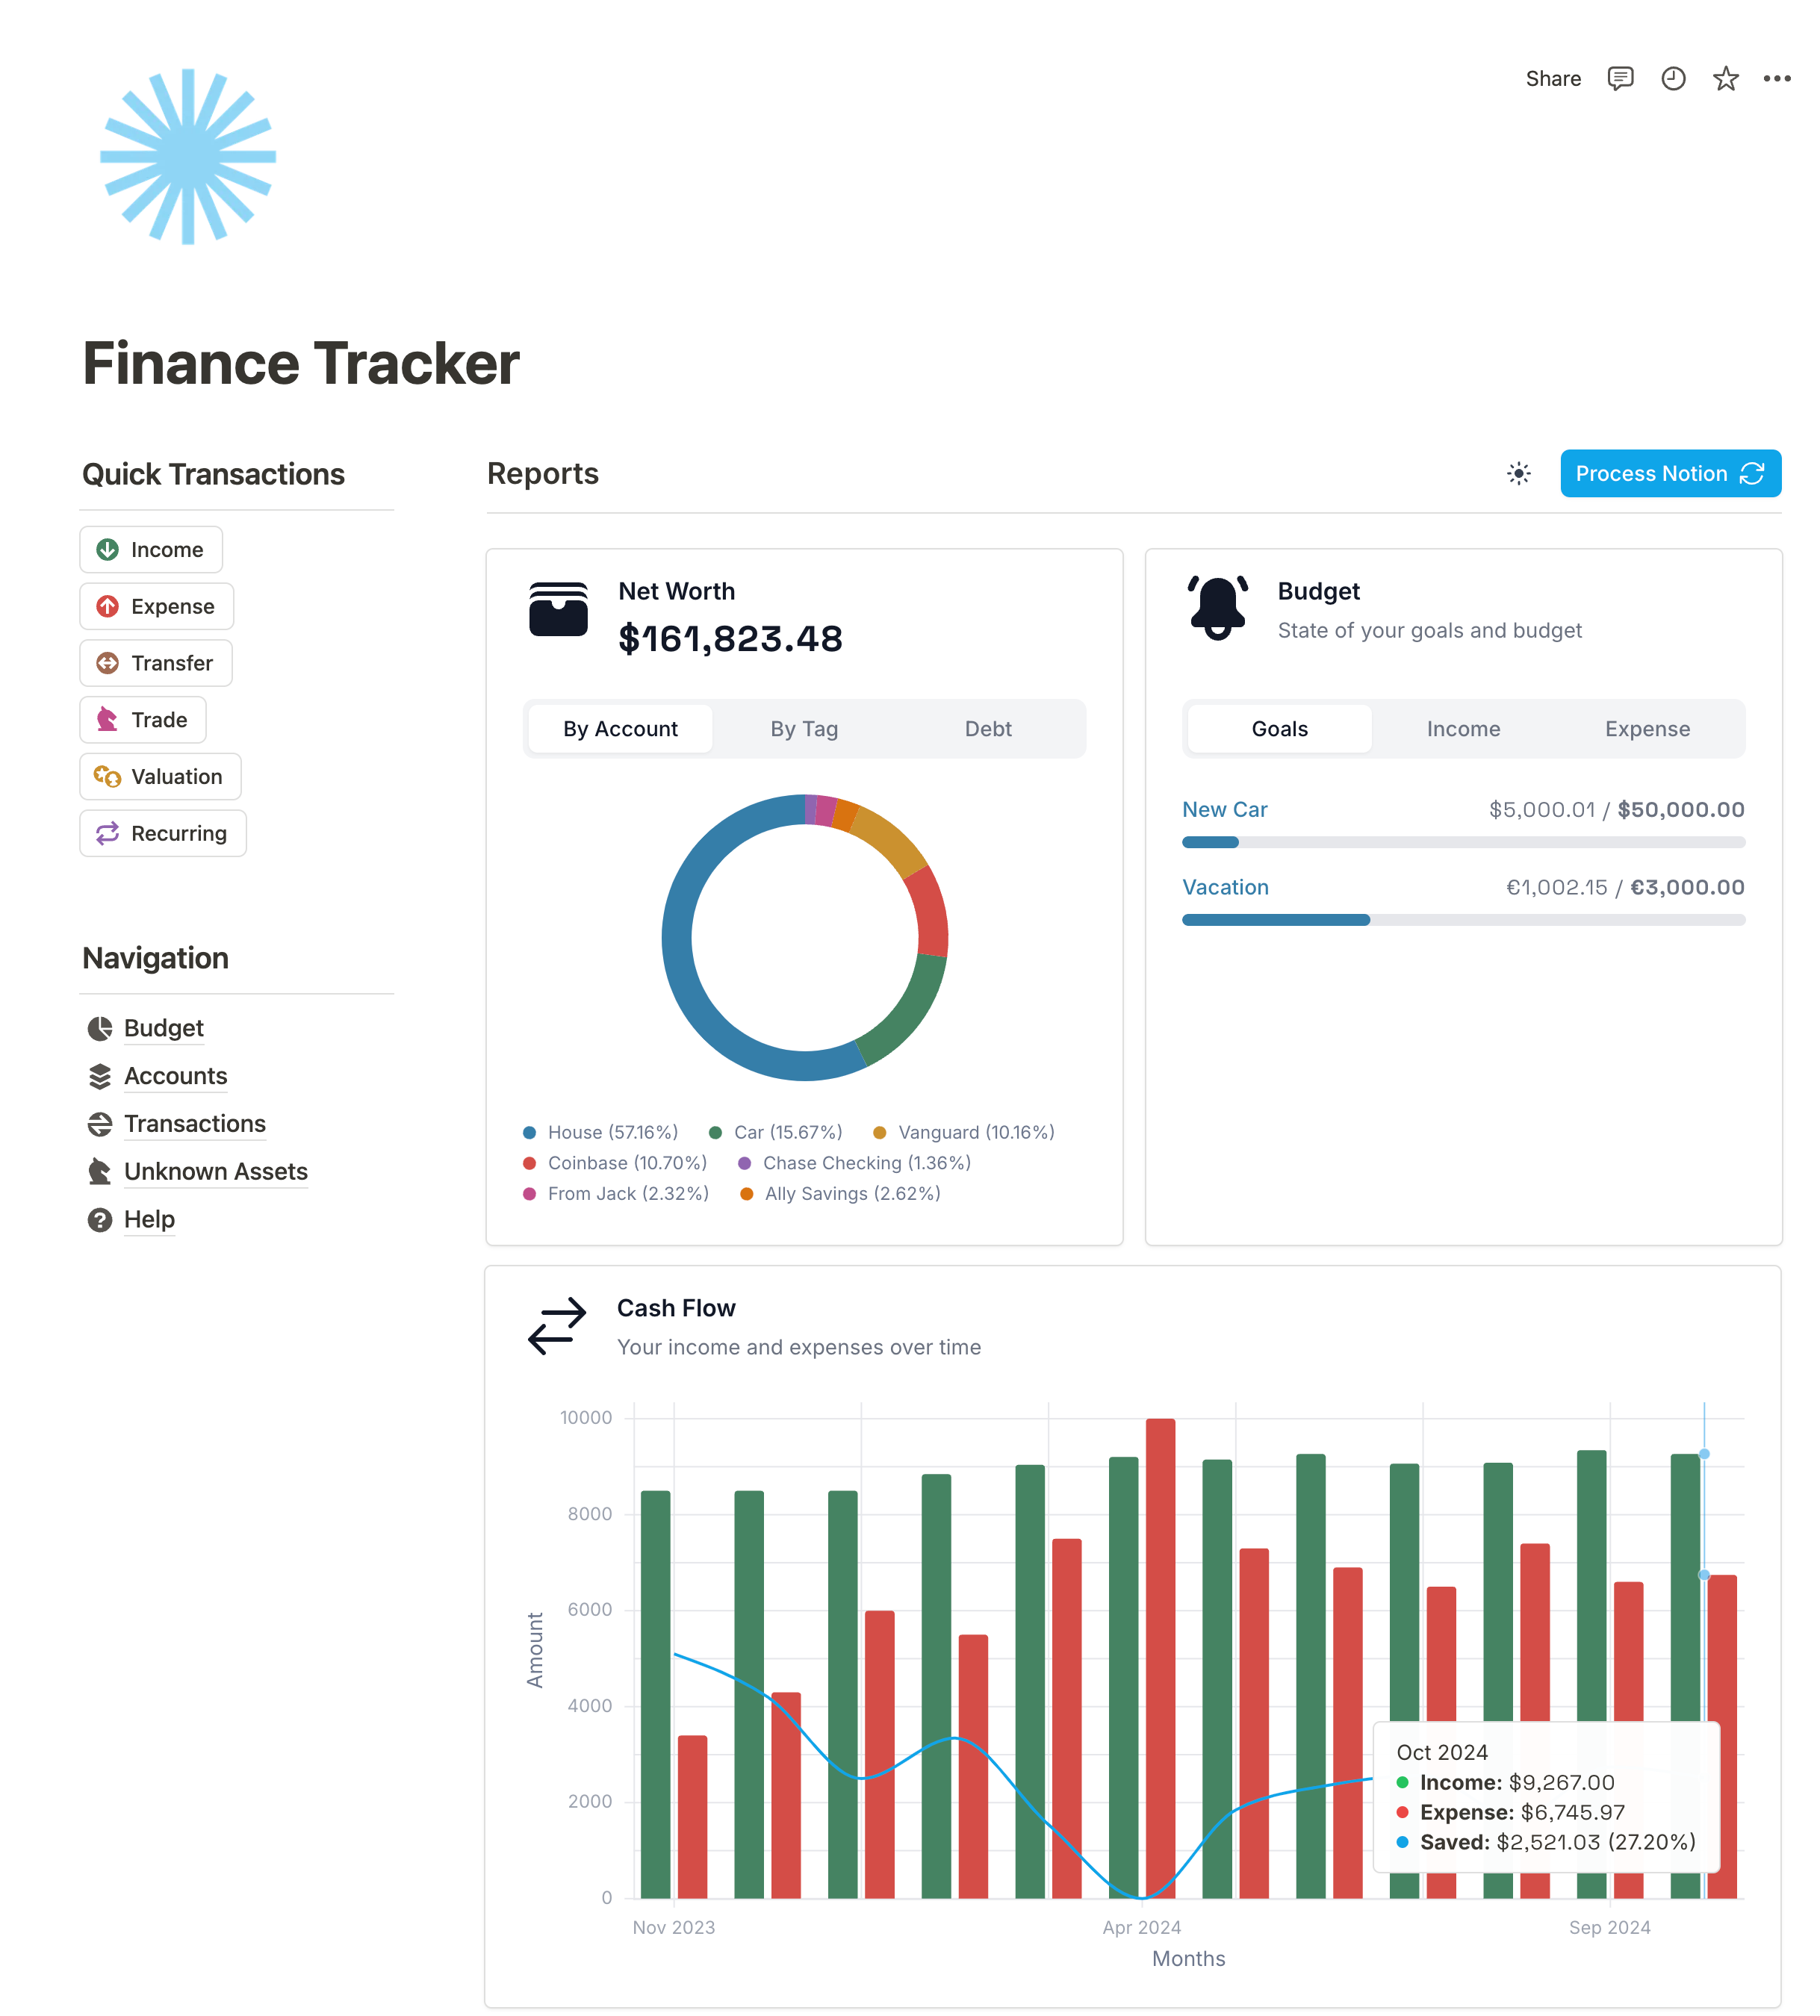 Share
Finance Tracker
Quick Transactions
Income
Expense
Transfer
Trade
Valuation
Recurring
Navigation
Budget
Accounts
Transactions
Unknown Assets
Help
Reports
Process Notion
Net Worth
$161,823.48
By Account By Tag Debt
House (57.16%) Car (15.67%) Vanguard (10.16%)
Coinbase (10.70%) Chase Checking (1.36%)
From Jack (2.32%) Ally Savings (2.62%)
Budget
State of your goals and budget
Goals Income Expense
New Car $5,000.01 / $50,000.00
Vacation €1,002.15 / €3,000.00
Cash Flow
Your income and expenses over time
Amount
10000
8000
6000
4000
2000
0
Oct 2024
Income: $9,267.00
Expense: $6,745.97
Saved: $2,521.03 (27.20%)
Nov 2023 Apr 2024 Sep 2024
Months